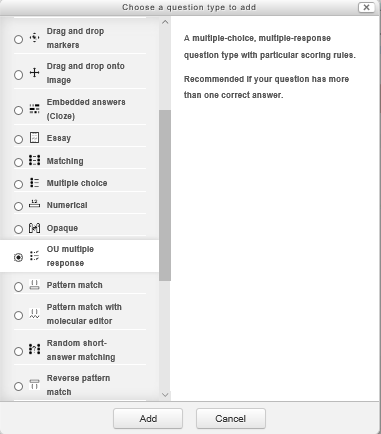 Choose a question type to add
Drag and drop
markers
Drag and drop onto
image
Embedded answers
(Cloze)
Essay
Matching
Multiple choice
Numerical
Opaque
OU multiple
response
Pattern match
Pattern match with
molecular editor
Random short-
answer matching
Reverse pattern
match
A multiple-choice, multiple-response
question type with particular scoring rules.
Recommended if your question has more
than one correct answer.
Add
Cancel